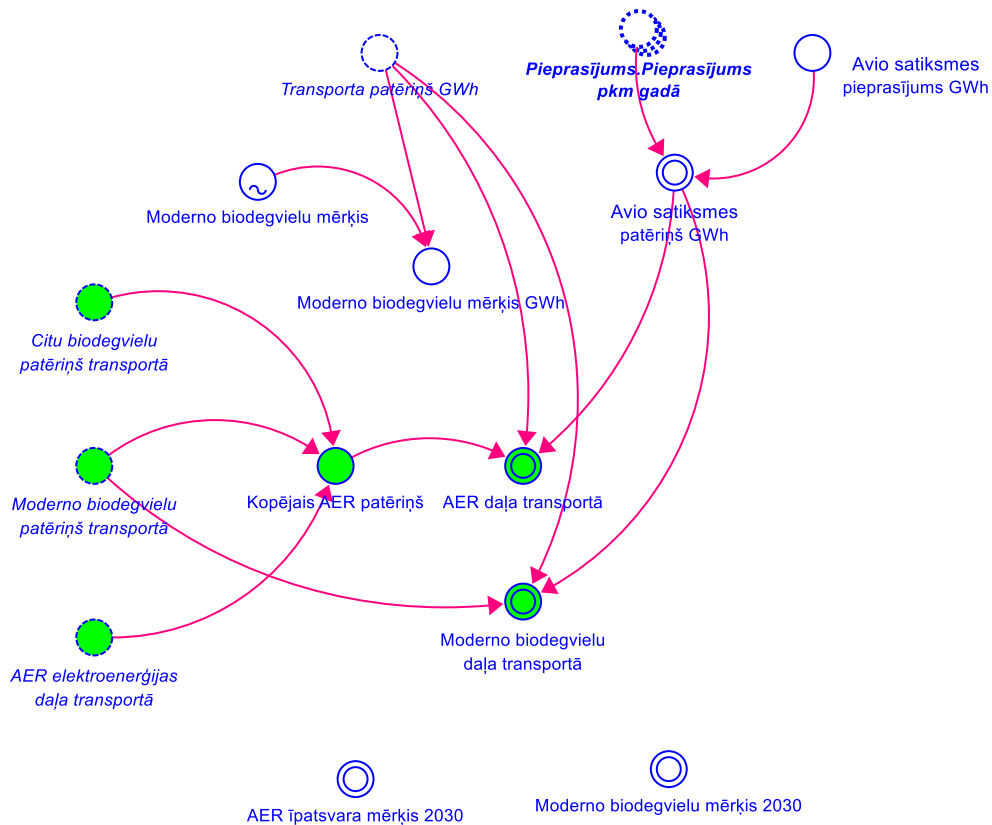 Pieprasījums.Pieprasījums
pkm gadā
Avio satiksmes
pieprasījums GWh
Transporta patēriņš GWh
Moderno biodegvielu mērķis
Avio satiksmes
patēriņš GWh
Moderno biodegvielu mērķis GWh
Citu biodegvielu
patēriņš transportā
Moderno biodegvielu
patēriņš transportā
Kopējais AER patēriņš
AER daļa transportā
Moderno biodegvielu
daļa transportā
AER elektroenerģijas
daļa transportā
AER īpatsvara mērķis 2030
Moderno biodegvielu mērķis 2030